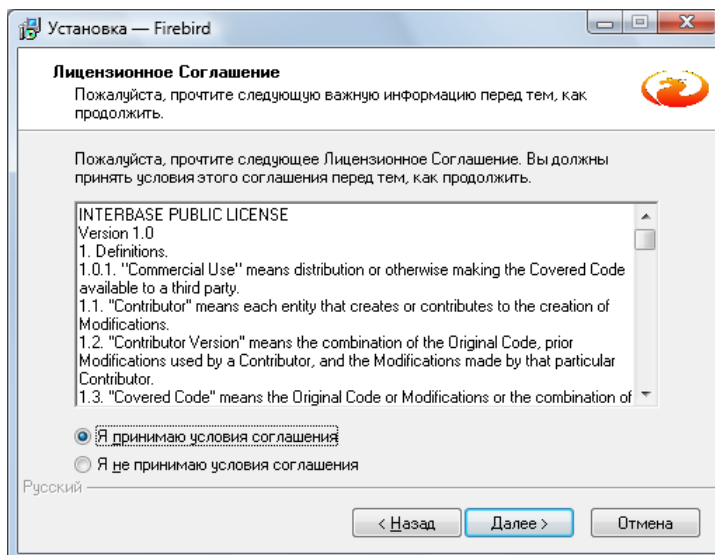 Установка — Firebird
Лицензионное Соглашение
Пожалуйста, прочтите следующую важную информацию перед тем, как
продолжить.
Пожалуйста, прочтите следующее Лицензионное Соглашение. Вы должны
принять условия этого соглашения перед тем, как продолжить.
INTERBASE PUBLIC LICENSE
Version 1.0
1. Definitions.
1.0.1. "Commercial Use" means distribution or otherwise making the Covered Code
available to a third party.
1.1. "Contributor" means each entity that creates or contributes to the creation of
Modifications.
1.2. "Contributor Version" means the combination of the Original Code, prior
Modifications used by a Contributor, and the Modifications made by that particular
Contributor.
1.3. "Covered Code" means the Original Code or Modifications or the combination of
Я принимаю условия соглашения
Я не принимаю условия соглашения
Русский
< Назад
Далее >
Отмена